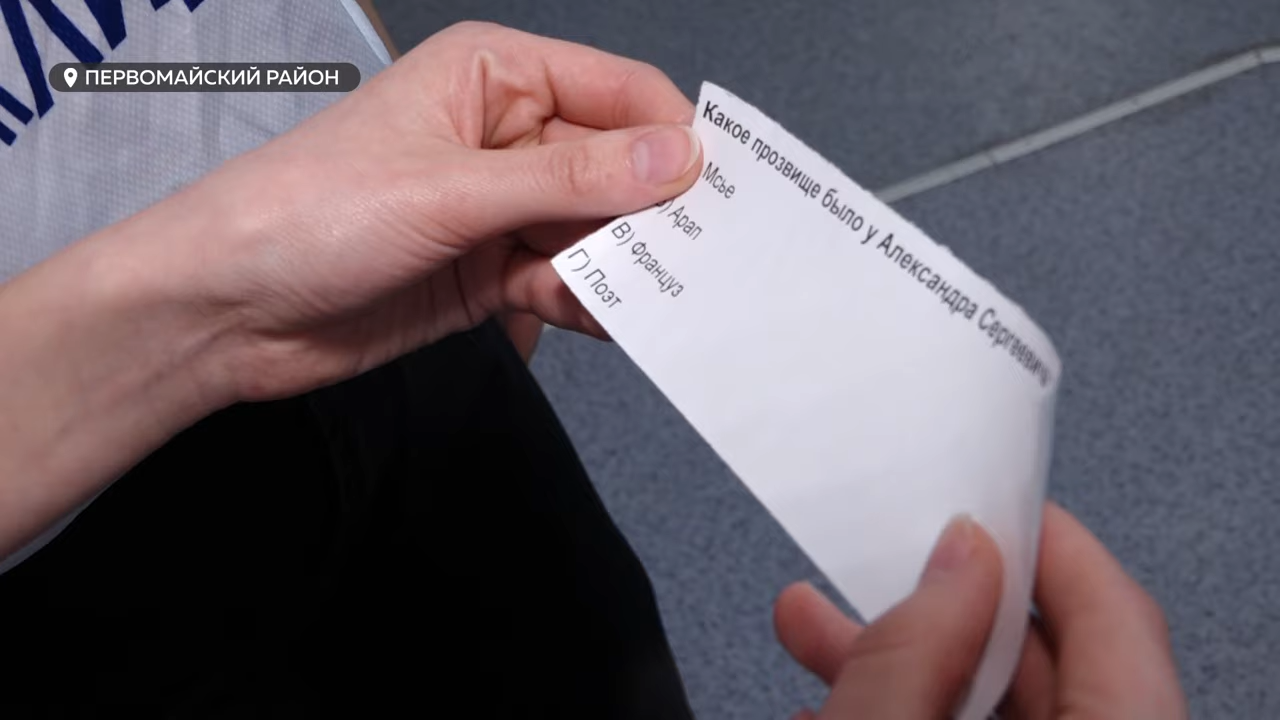 ПЕРВОМАЙСКИЙ РАЙОН
Какое прозвище было у Александра Сергеевича
Мсье
Арап
В) Француз
Г) Поэт